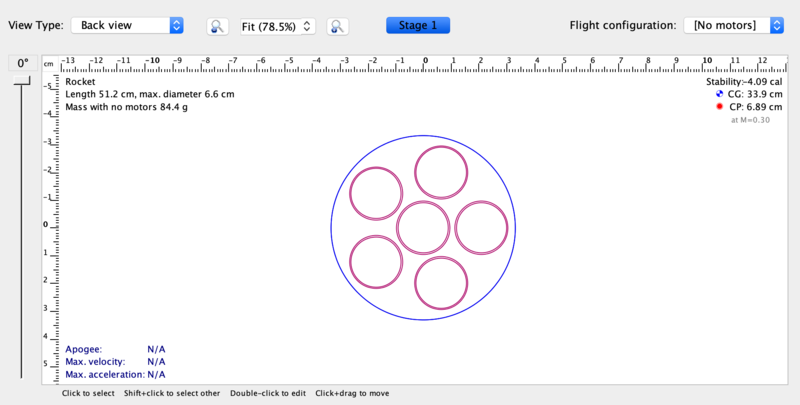 View Type: Back view Fit (78.5%) Stage 1 Flight configuration: [No motors]
0° cm -13 -12 -11 -10 -9 -8 -7 -6 -5 -4 -3 -2 -1 0 1 2 3 4 5 6 7 8 9 10 11 12
Rocket Stability:-4.09 cal
Length 51.2 cm, max. diameter 6.6 cm CG: 33.9 cm
Mass with no motors 84.4 g CP: 6.89 cm
at M=0.30
-5
-4
-3
-2
-1
0
1
2
3
4
5
Apogee: N/A
Max. velocity: N/A
Max. acceleration: N/A
Click to select Shift+click to select other Double-click to edit Click+drag to move